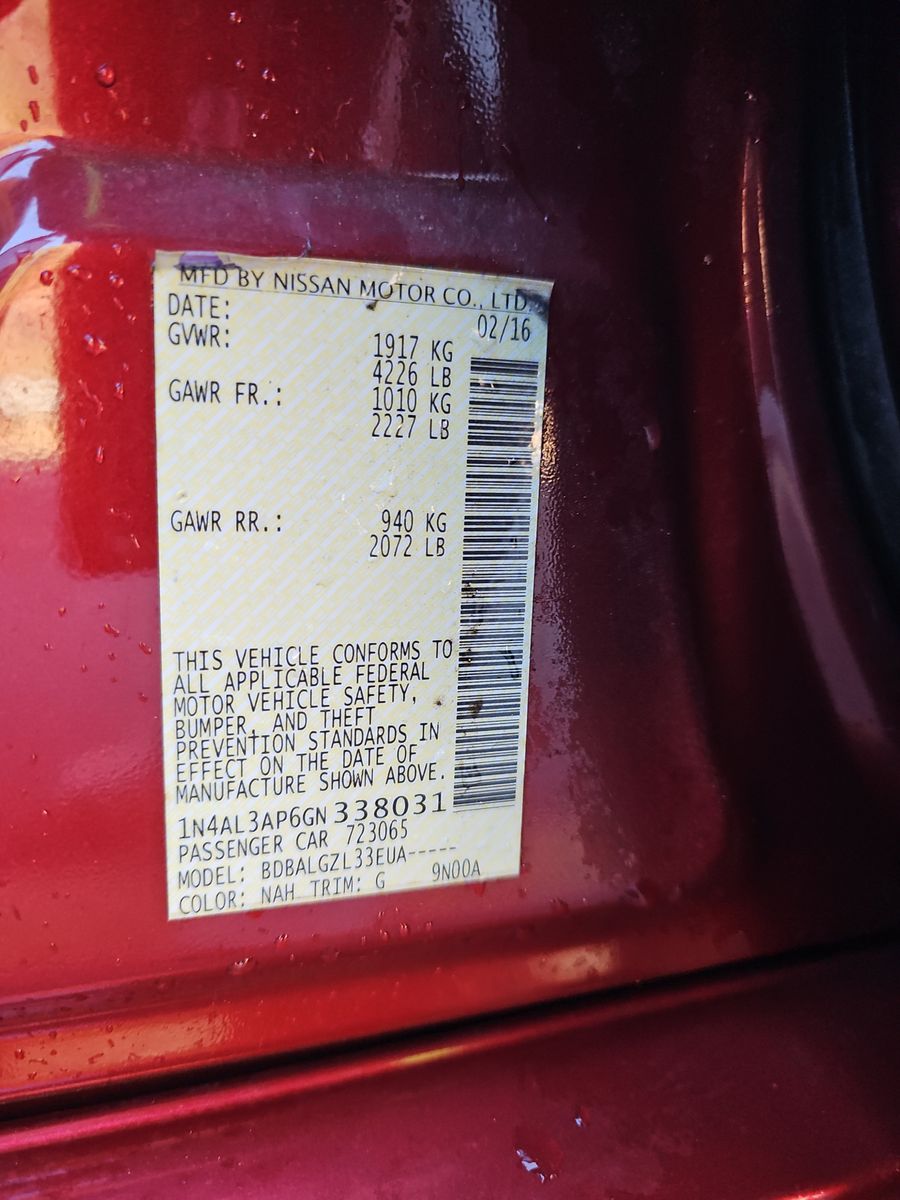 MFD BY NISSAN MOTOR CO., LTD.
DATE: 02/16
GVWR: 1917 KG
4226 LB
GAWR FR.: 1010 KG
2227 LB
GAWR RR.: 940 KG
2072 LB
THIS VEHICLE CONFORMS TO
ALL APPLICABLE FEDERAL
MOTOR VEHICLE SAFETY,
BUMPER, AND THEFT
PREVENTION STANDARDS IN
EFFECT ON THE DATE OF
MANUFACTURE SHOWN ABOVE.
1N4AL3AP6GN 338031
PASSENGER CAR 723065
MODEL: BDBALGZL33EUA-----
COLOR: NAH TRIM: G 9N00A